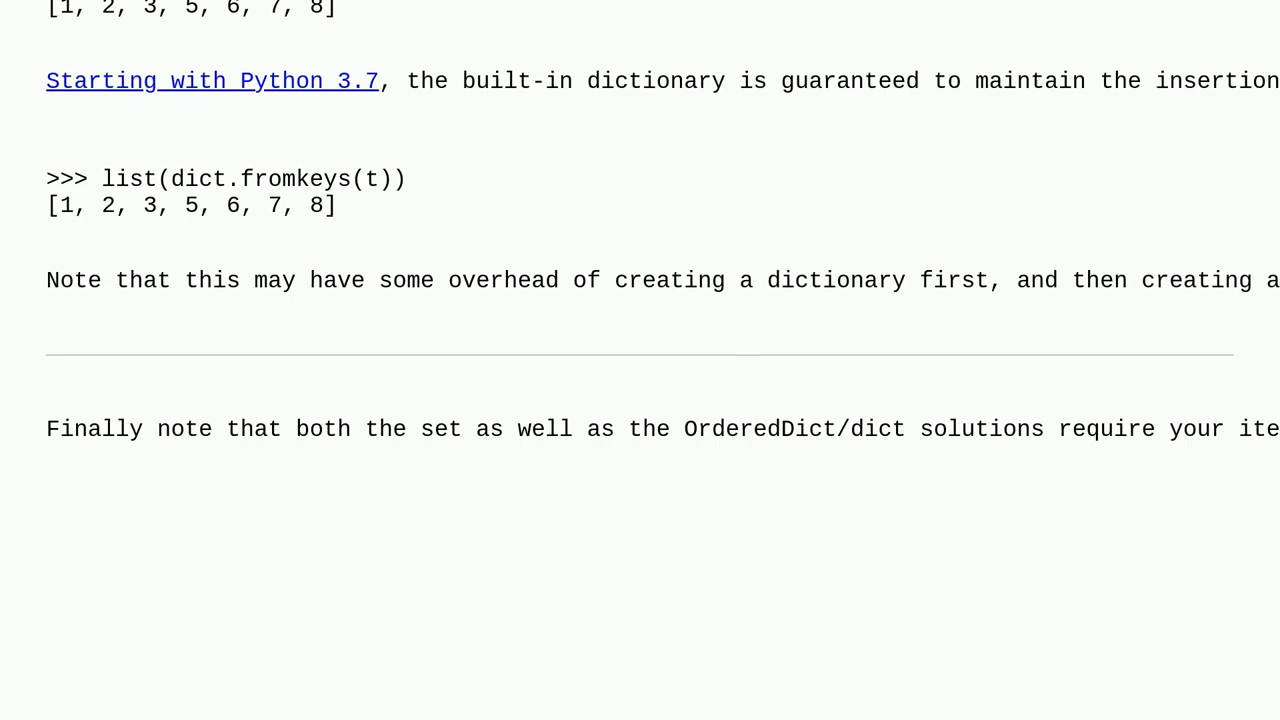 [1, 2, 3, 5, 6, 7, 8]
Starting with Python 3.7, the built-in dictionary is guaranteed to maintain the insertion
>>> list(dict.fromkeys(t))
[1, 2, 3, 5, 6, 7, 8]
Note that this may have some overhead of creating a dictionary first, and then creating a
Finally note that both the set as well as the OrderedDict/dict solutions require your ite